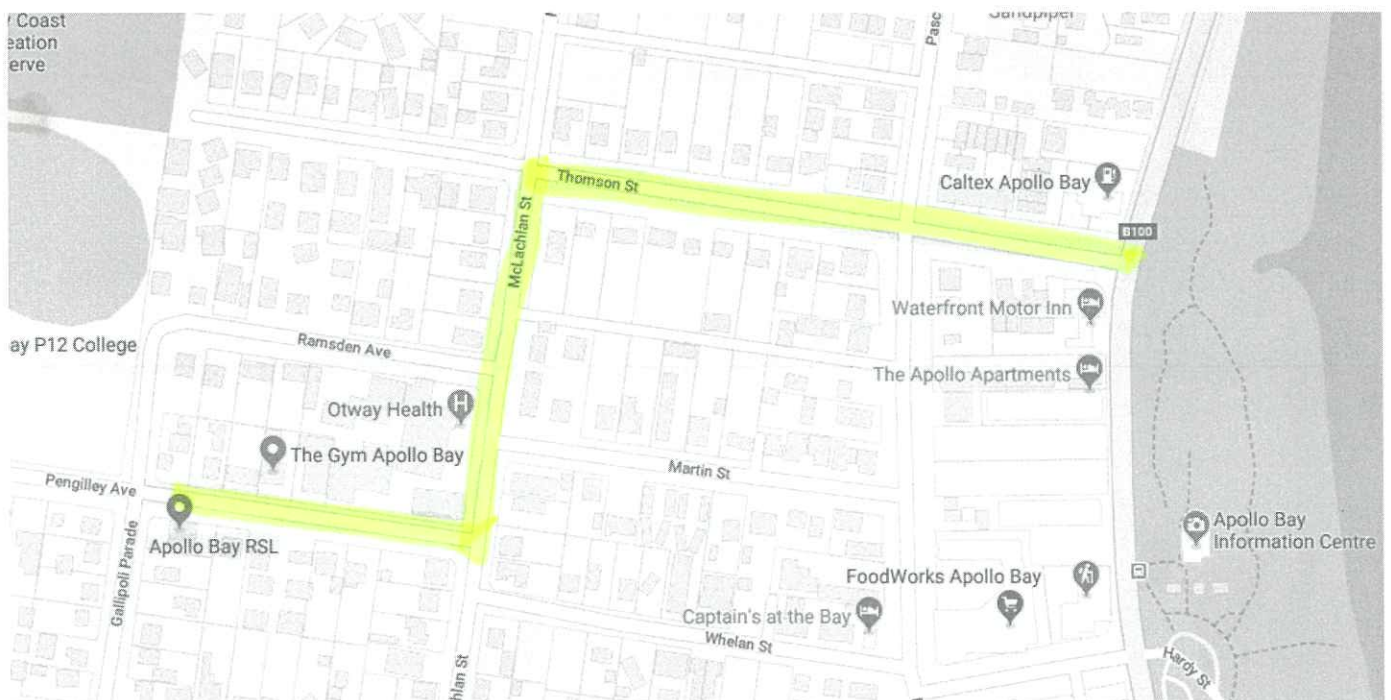 Coast
eation
erve
Pasc
Thomson St
Caltex Apollo Bay
B100
McLachlan St
Waterfront Motor Inn
ay P12 College
Ramsden Ave
The Apollo Apartments
Otway Health
H
The Gym Apollo Bay
Martin St
Pengilley Ave
Apollo Bay RSL
Gallipoli Parade
Apollo Bay
Information Centre
FoodWorks Apollo Bay
Captain's at the Bay
Whelan St
Hardy St
hlan St